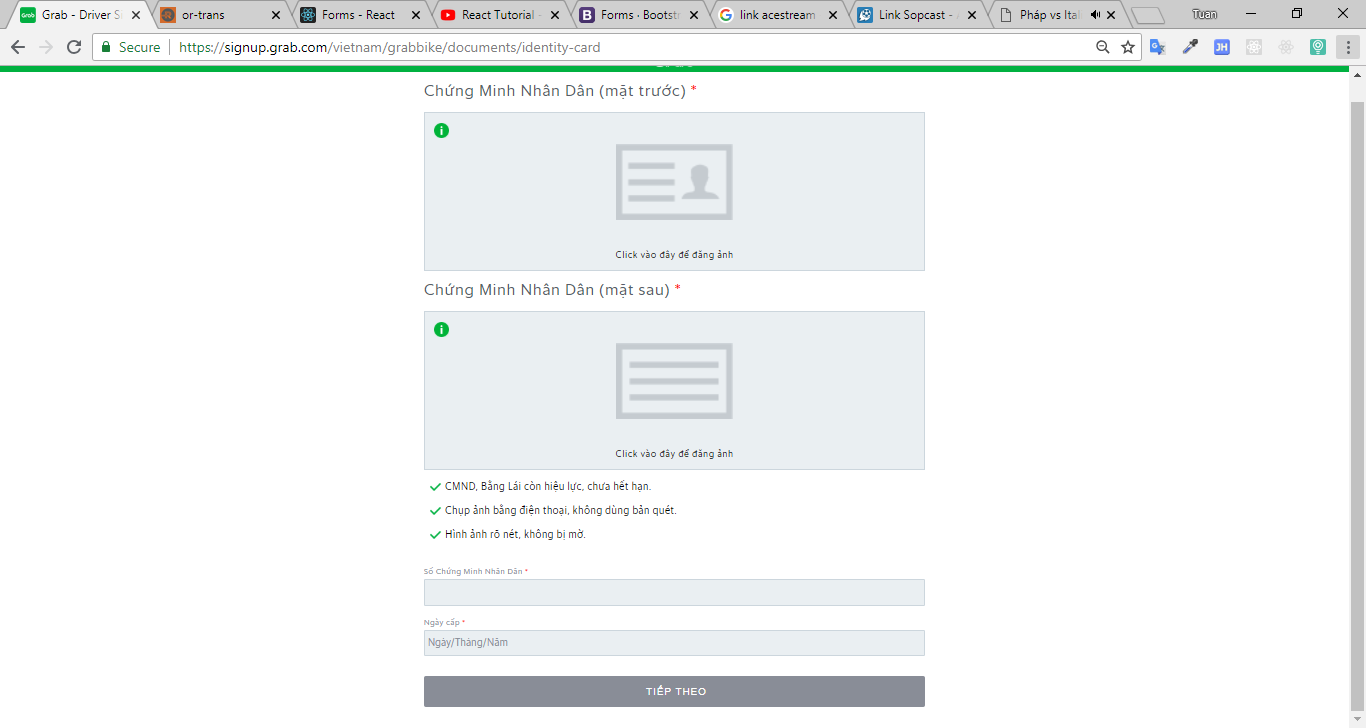 Grab - Driver Si
or-trans
Forms - React
React Tutorial -
Forms · Bootstr
link acestream
Link Sopcast -
Pháp vs Ital
Tuan
Secure
https://signup.grab.com/vietnam/grabbike/documents/identity-card
JH
Chứng Minh Nhân Dân (mặt trước) *
Click vào đây để đăng ảnh
Chứng Minh Nhân Dân (mặt sau) *
Click vào đây để đăng ảnh
CMND, Bằng Lái còn hiệu lực, chưa hết hạn.
Chụp ảnh bằng điện thoại, không dùng bản quét.
Hình ảnh rõ nét, không bị mờ.
Số Chứng Minh Nhân Dân *
Ngày cấp *
Ngày/Tháng/Năm
TIẾP THEO